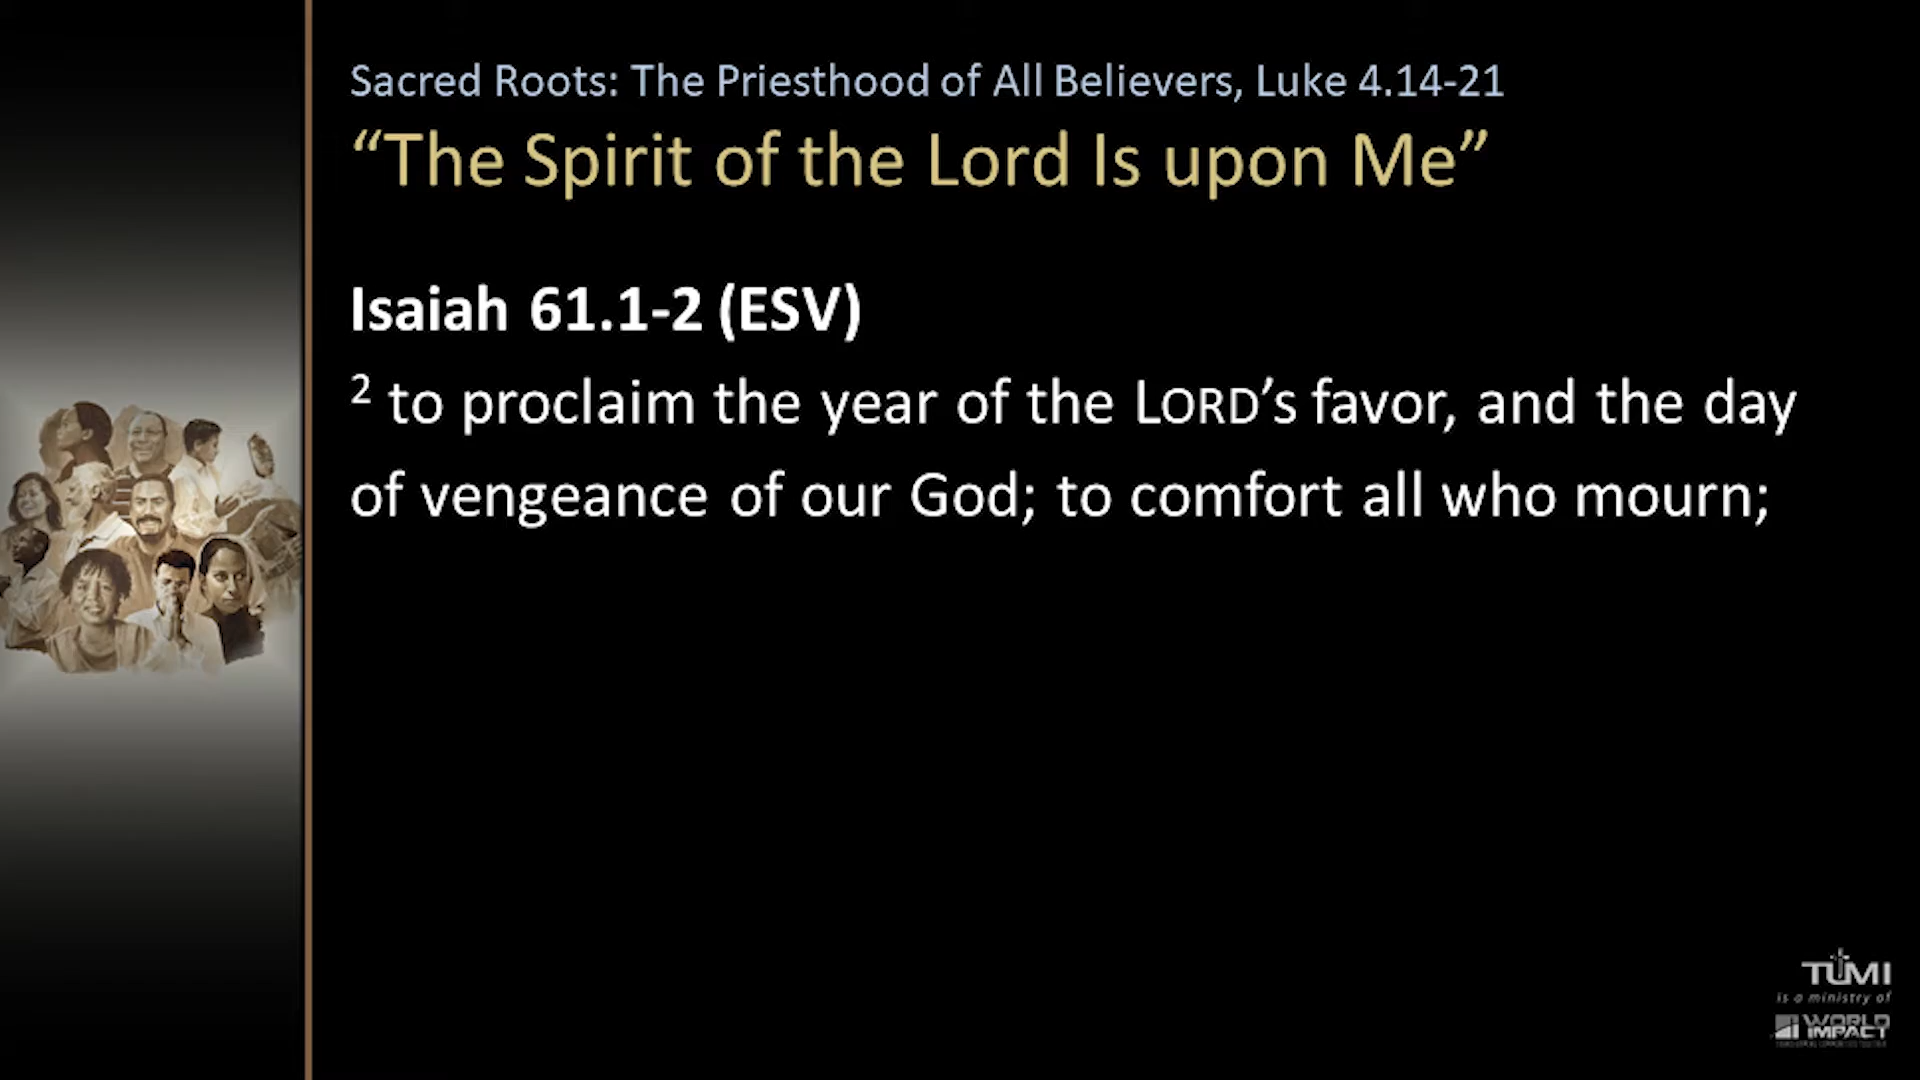 Sacred Roots: The Priesthood of All Believers, Luke 4.14-21
“The Spirit of the Lord Is upon Me”
Isaiah 61.1-2 (ESV)
2 to proclaim the year of the LORD’s favor, and the day
of vengeance of our God; to comfort all who mourn;
TUMI
is a ministry of
WORLD
IMPACT